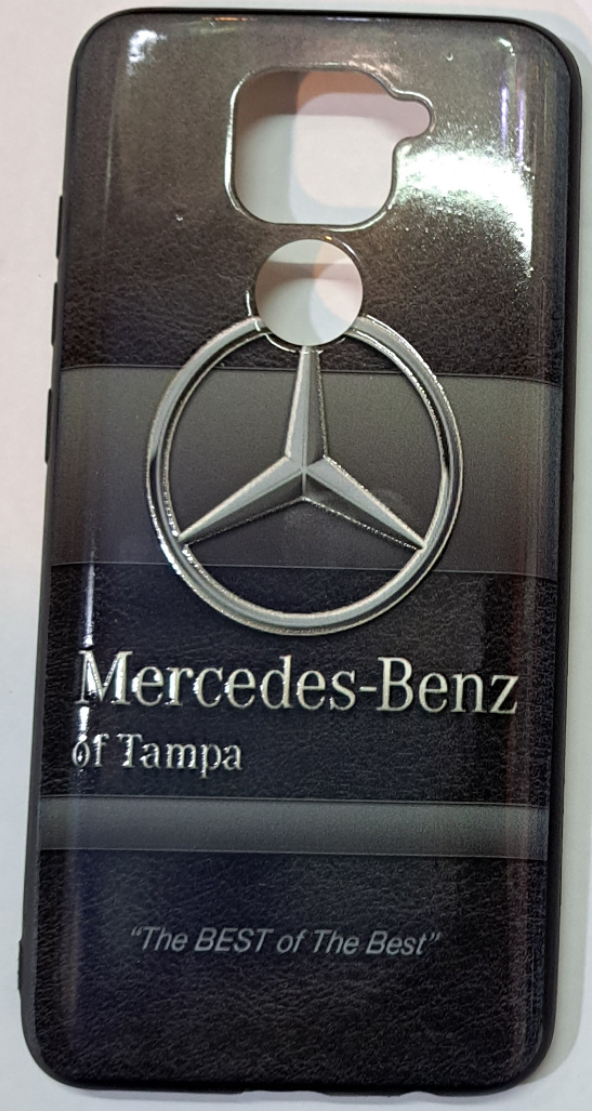 Mercedes-Benz
of Tampa
“The BEST of The Best”